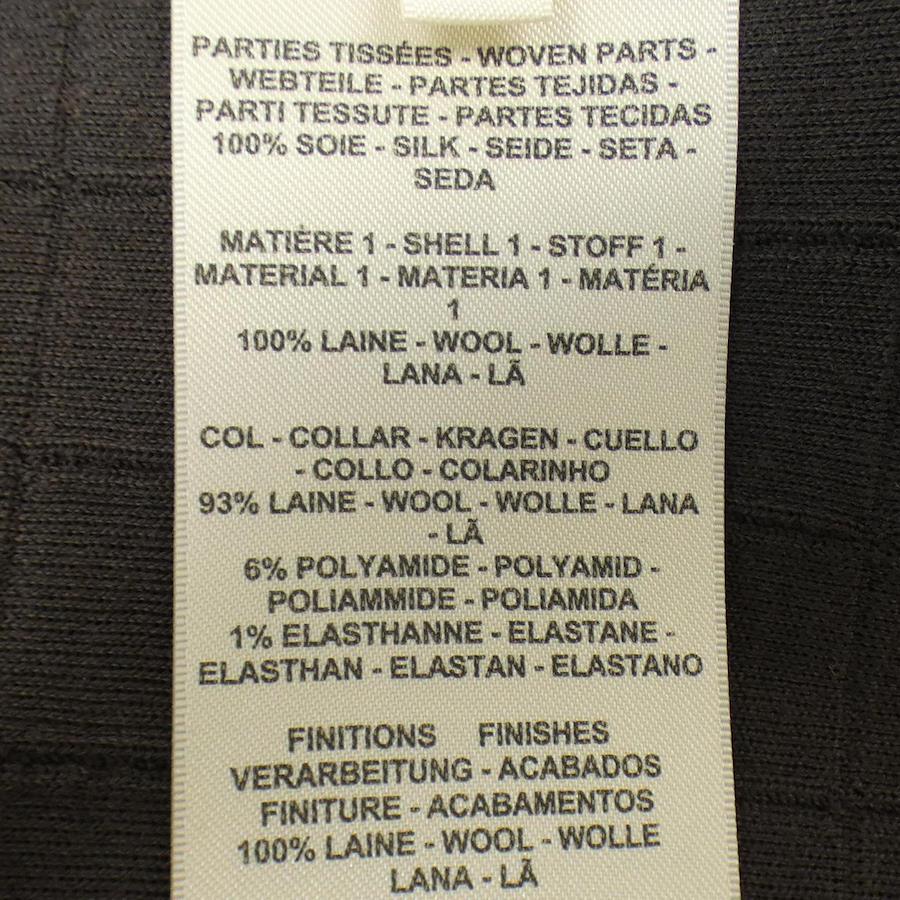 PARTIES TISSÉES - WOVEN PARTS -
WEBTEILE - PARTES TEJIDAS -
PARTI TESSUTE - PARTES TECIDAS
100% SOIE - SILK - SEIDE - SETA -
SEDA
MATIÈRE 1 - SHELL 1 - STOFF 1 -
MATERIAL 1 - MATERIA 1 - MATÉRIA
1
100% LAINE - WOOL - WOLLE -
LANA - LÃ
COL - COLLAR - KRAGEN - CUELLO
- COLLO - COLARINHO
93% LAINE - WOOL - WOLLE - LANA
- LÃ
6% POLYAMIDE - POLYAMID -
POLIAMMIDE - POLIAMIDA
1% ELASTHANNE - ELASTANE -
ELASTHAN - ELASTAN - ELASTANO
FINITIONS FINISHES
VERARBEITUNG - ACABADOS
FINITURE - ACABAMENTOS
100% LAINE - WOOL - WOLLE
LANA - LÃ